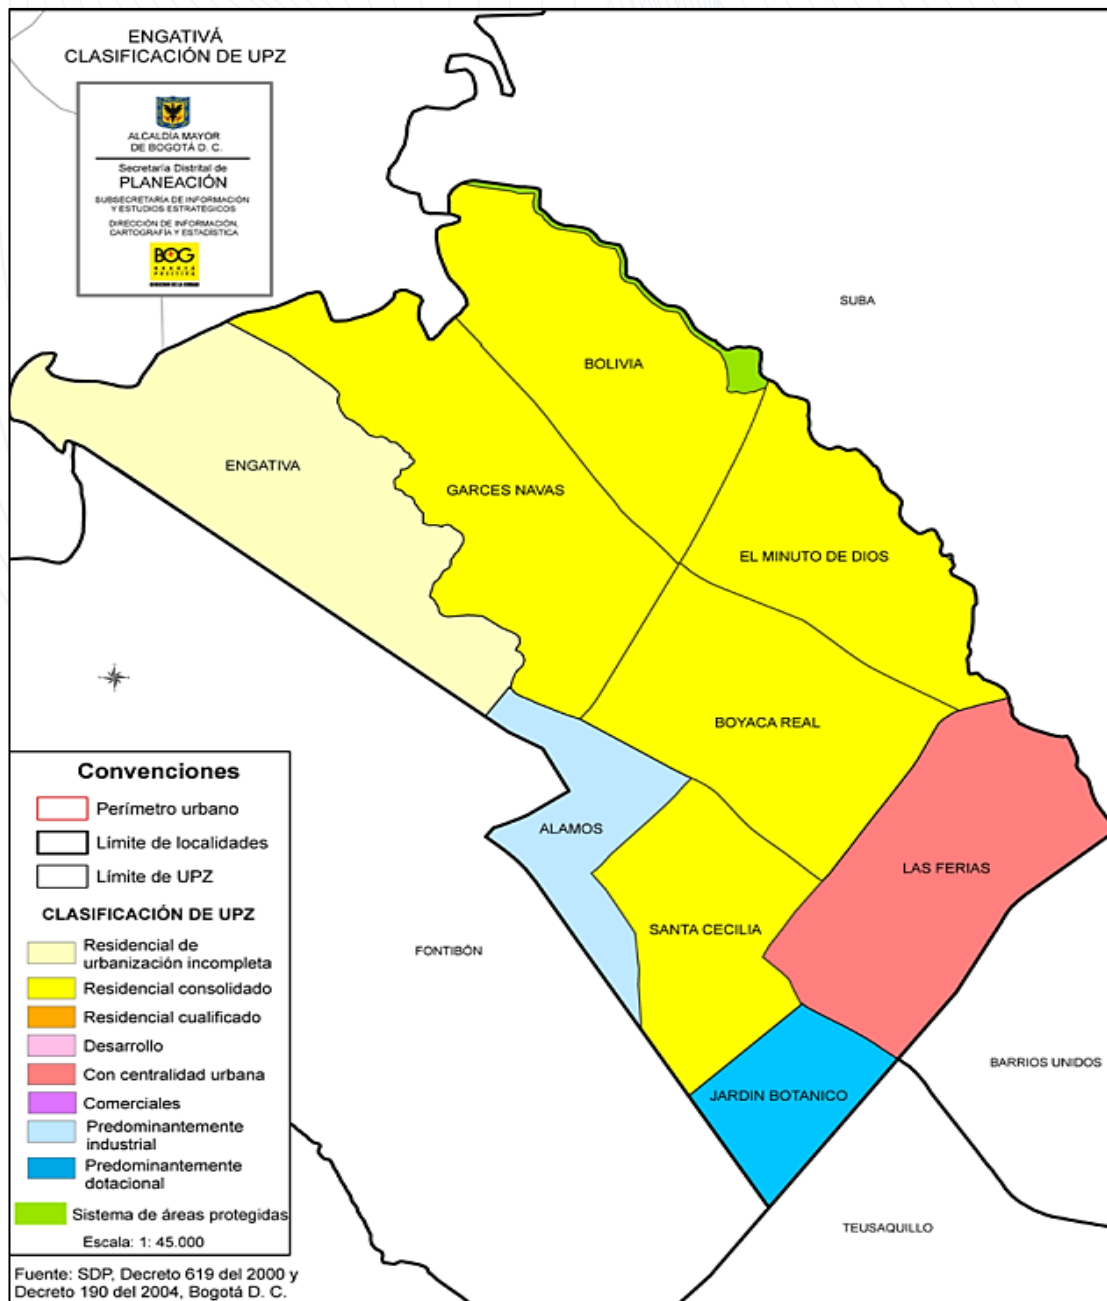 ENGATIVÁ
CLASIFICACIÓN DE UPZ
ALCALDÍA MAYOR
DE BOGOTÁ D. C.
Secretaría Distrital de
PLANEACIÓN
SUBSECRETARÍA DE INFORMACIÓN
Y ESTUDIOS ESTRATÉGICOS
DIRECCIÓN DE INFORMACIÓN,
CARTOGRAFÍA Y ESTADÍSTICA
BOG
BOGOTÁ
POSITIVA
SUBA
BOLIVIA
ENGATIVA
GARCES NAVAS
EL MINUTO DE DIOS
BOYACA REAL
ALAMOS
LAS FERIAS
SANTA CECILIA
FONTIBÓN
BARRIOS UNIDOS
JARDIN BOTANICO
TEUSAQUILLO
Convenciones
Perímetro urbano
Límite de localidades
Límite de UPZ
CLASIFICACIÓN DE UPZ
Residencial de
urbanización incompleta
Residencial consolidado
Residencial cualificado
Desarrollo
Con centralidad urbana
Comerciales
Predominantemente
industrial
Predominantemente
dotacional
Sistema de áreas protegidas
Escala: 1: 45.000
Fuente: SDP, Decreto 619 del 2000 y
Decreto 190 del 2004, Bogotá D. C.